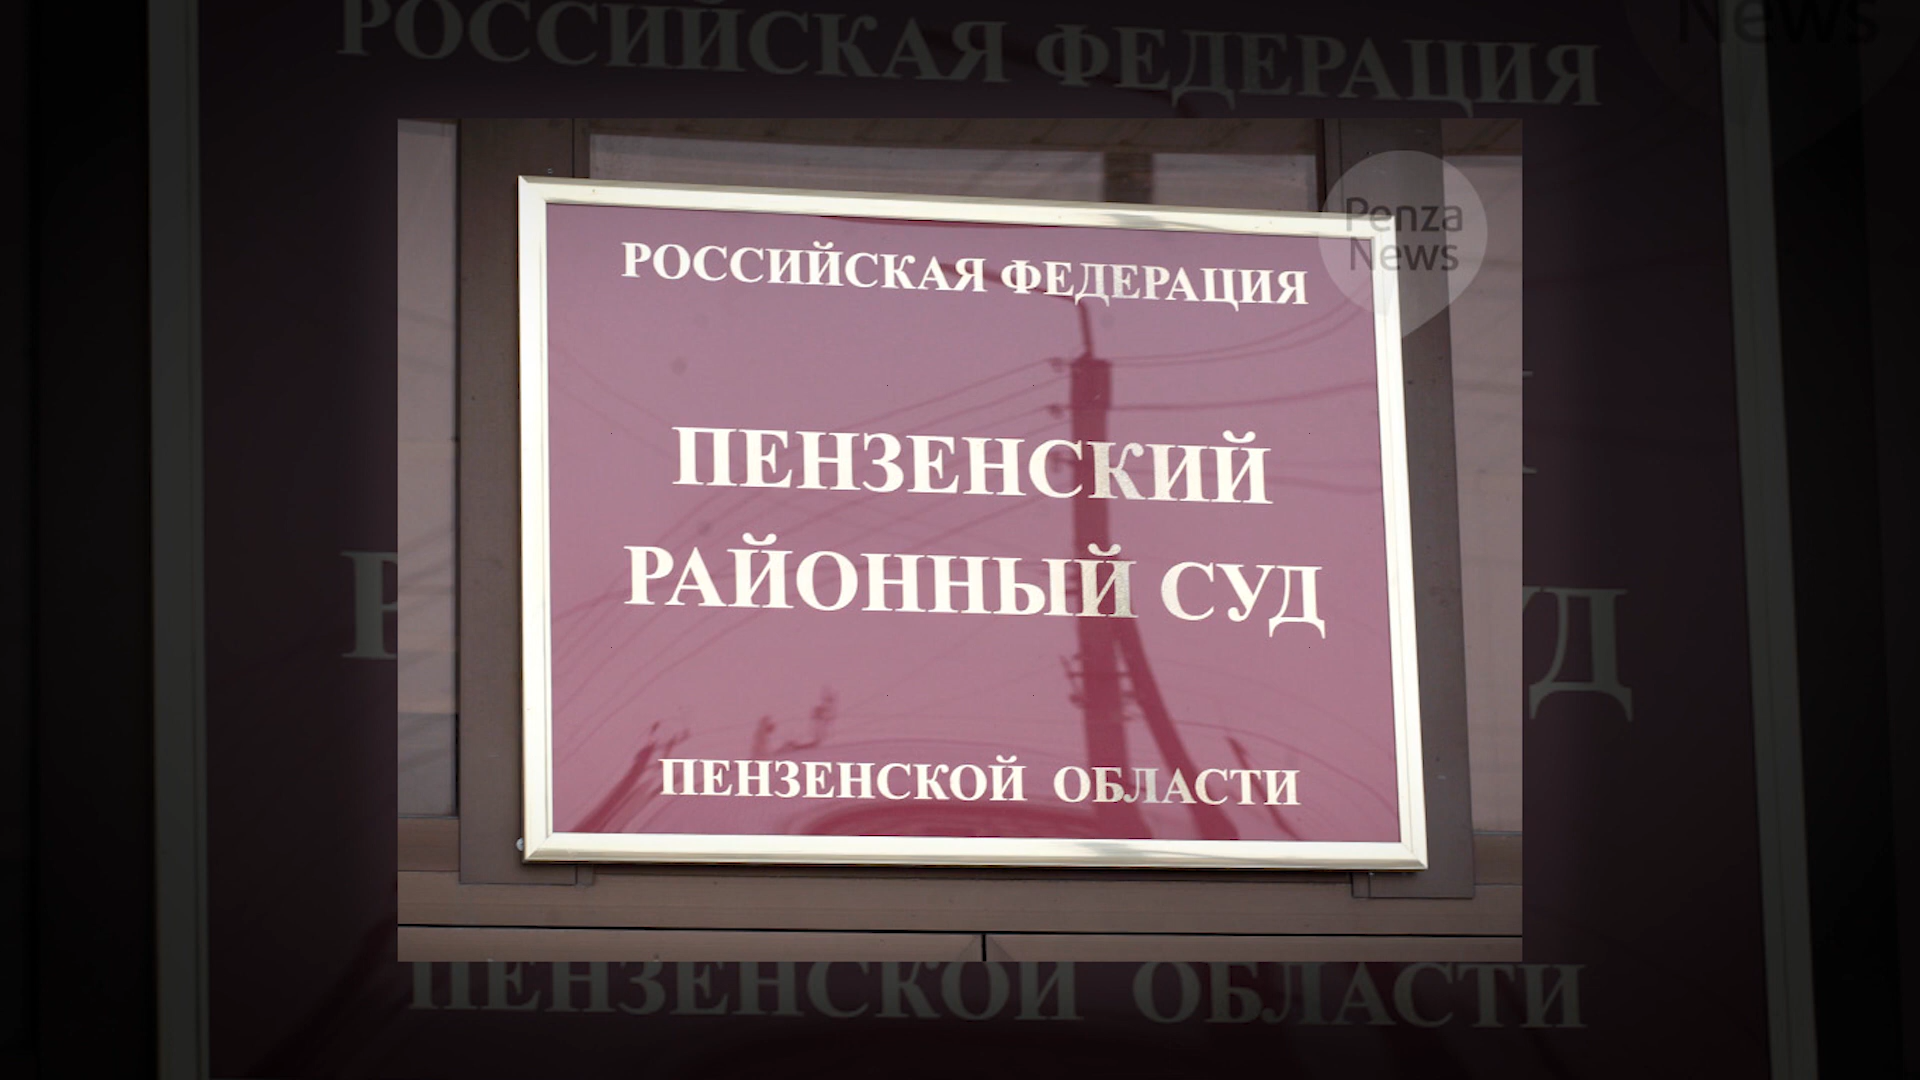 РОССИЙСКАЯ ФЕДЕРАЦИЯ
Penza
News
ПЕНЗЕНСКИЙ
РАЙОННЫЙ СУД
ПЕНЗЕНСКОЙ ОБЛАСТИ